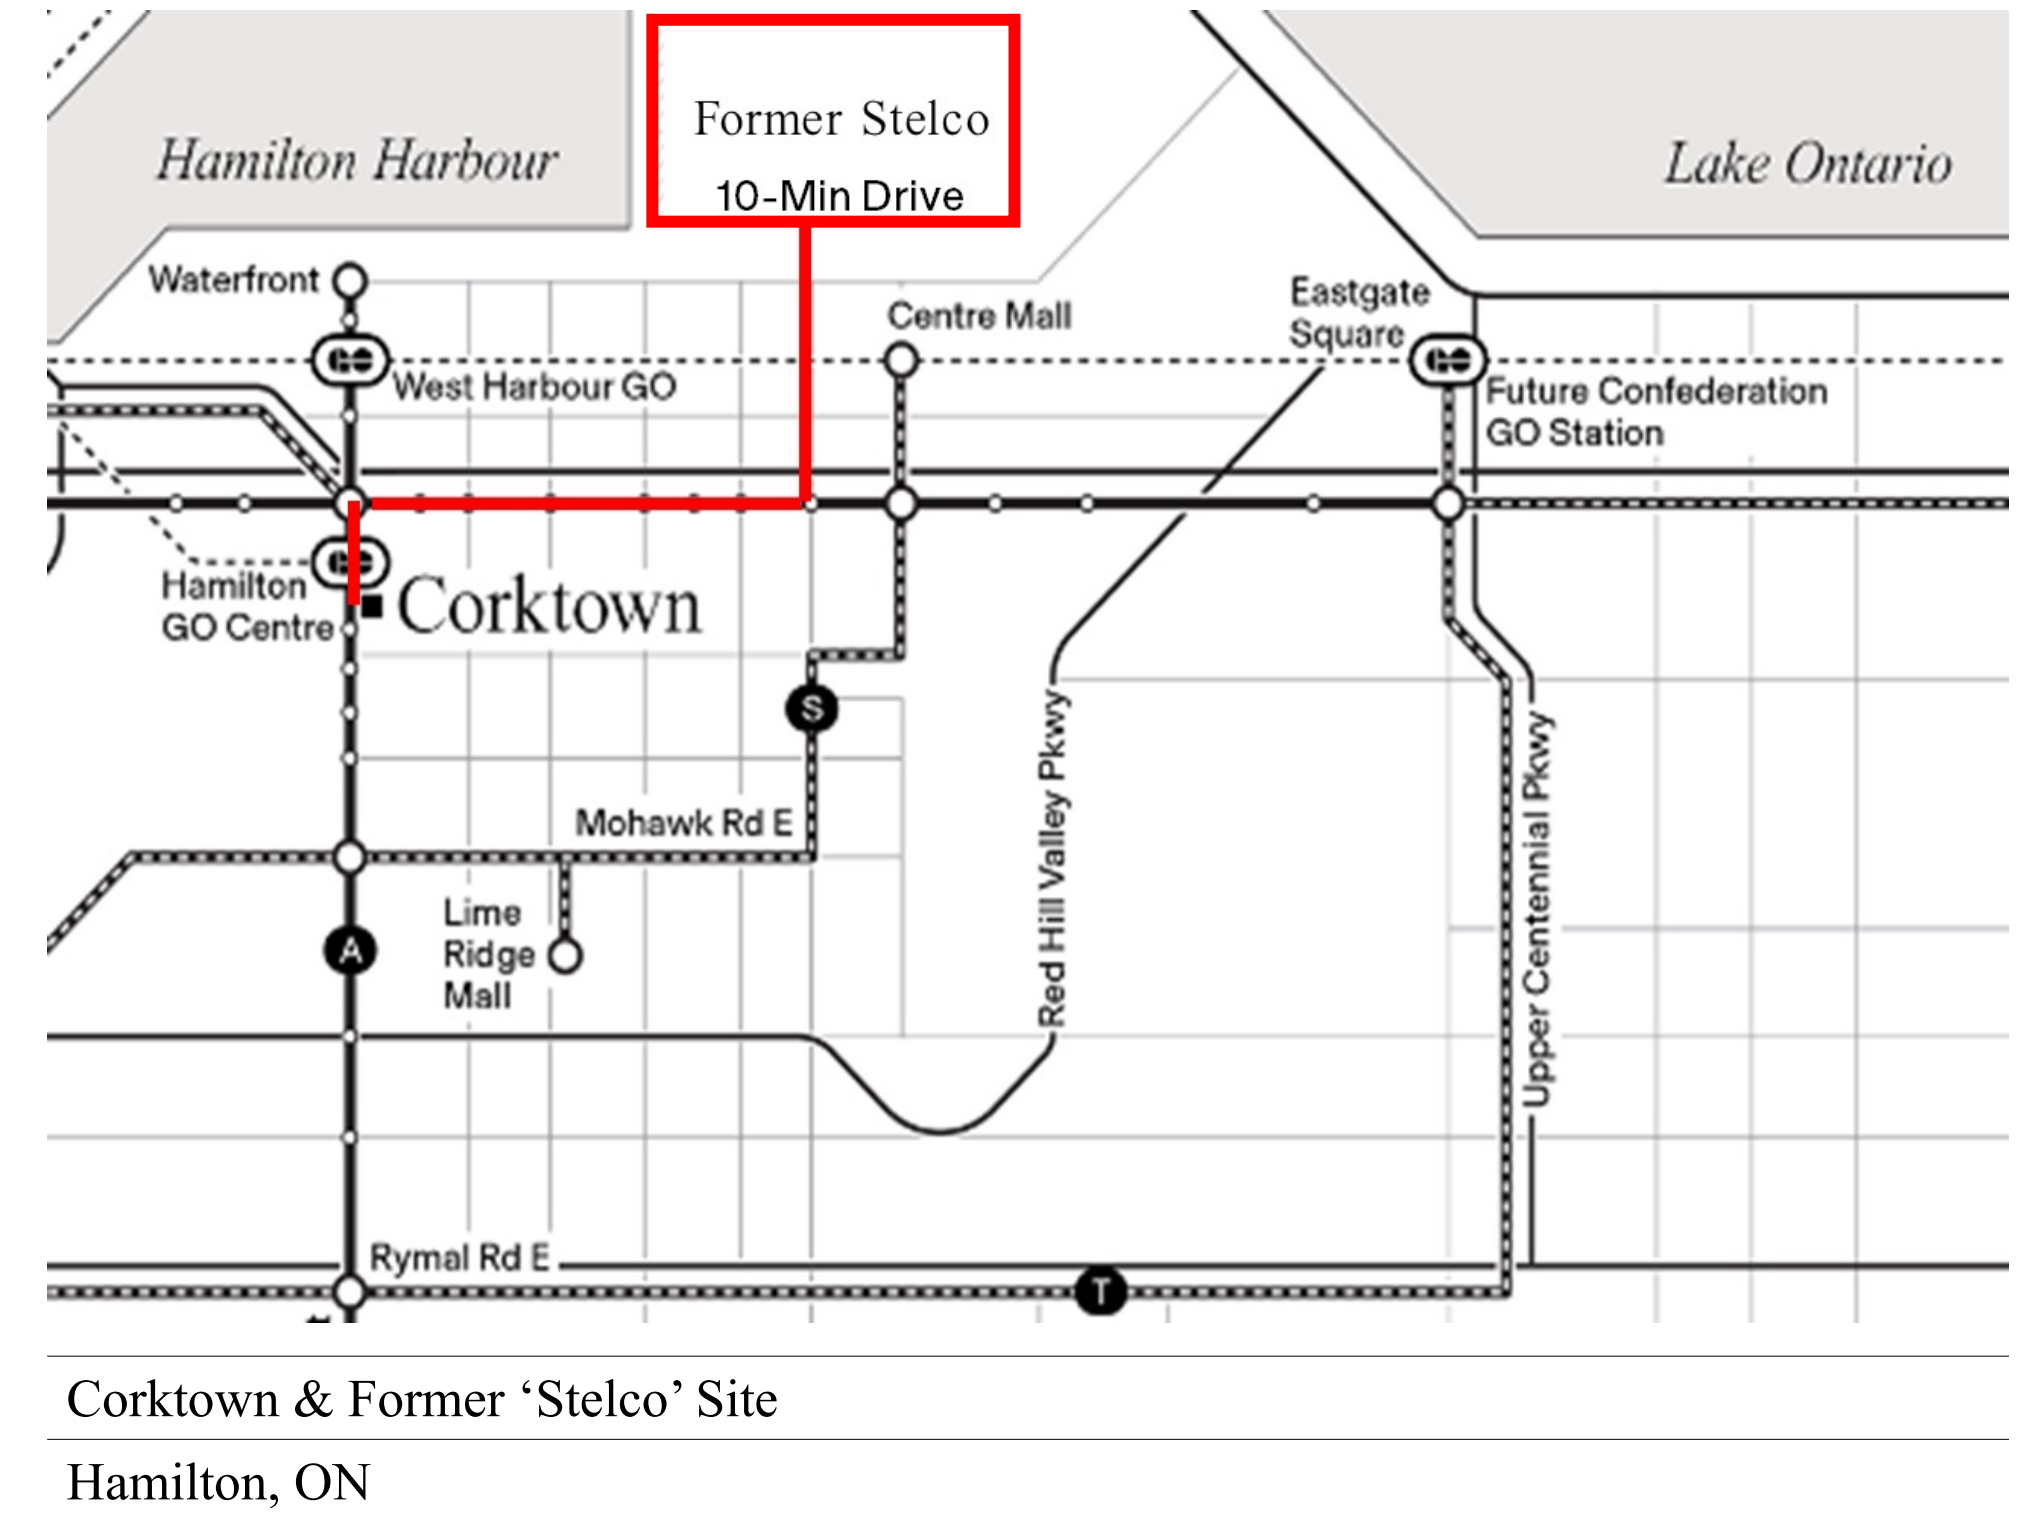 Former Stelco
10-Min Drive
Hamilton Harbour
Lake Ontario
Waterfront
Eastgate
Square
Centre Mall
West Harbour GO
Future Confederation
GO Station
Hamilton
GO Centre
Corktown
S
Red Hill Valley Pkwy
Upper Centennial Pkwy
Mohawk Rd E
Lime
Ridge
Mall
A
Rymal Rd E
T
Corktown & Former ‘Stelco’ Site
Hamilton, ON